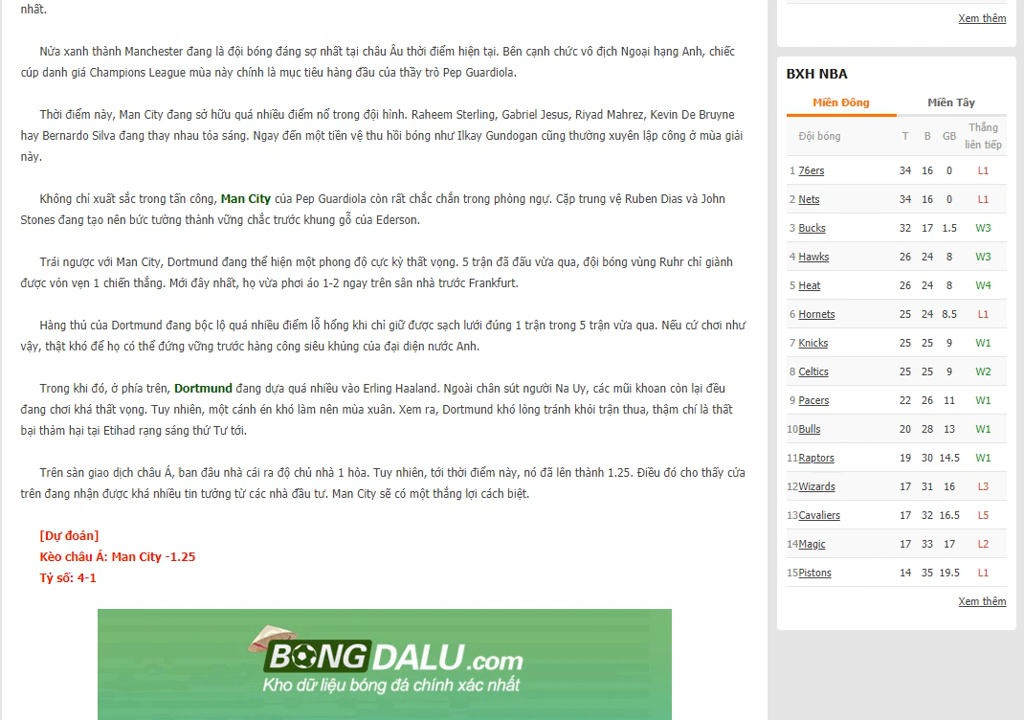 nhất.
Nửa xanh thành Manchester đang là đội bóng đáng sợ nhất tại châu Âu thời điểm hiện tại. Bên cạnh chức vô địch Ngoại hạng Anh, chiếc
cúp danh giá Champions League mùa này chính là mục tiêu hàng đầu của thầy trò Pep Guardiola.
Thời điểm này, Man City đang sở hữu quá nhiều điểm nổ trong đội hình. Raheem Sterling, Gabriel Jesus, Riyad Mahrez, Kevin De Bruyne
hay Bernardo Silva đang thay nhau tỏa sáng. Ngay đến một tiền vệ thu hồi bóng như Ilkay Gundogan cũng thường xuyên lập công ở mùa giải
này.
Không chỉ xuất sắc trong tấn công, Man City của Pep Guardiola còn rất chắc chắn trong phòng ngự. Cặp trung vệ Ruben Dias và John
Stones đang tạo nên bức tường thành vững chắc trước khung gỗ của Ederson.
Trái ngược với Man City, Dortmund đang thể hiện một phong độ cực kỳ thất vọng. 5 trận đã đấu vừa qua, đội bóng vùng Ruhr chỉ giành
được vỏn vẹn 1 chiến thắng. Mới đây nhất, họ vừa phơi áo 1-2 ngay trên sân nhà trước Frankfurt.
Hàng thủ của Dortmund đang bộc lộ quá nhiều điểm lỗ hổng khi chỉ giữ được sạch lưới đúng 1 trận trong 5 trận vừa qua. Nếu cứ chơi như
vậy, thật khó để họ có thể đứng vững trước hàng công siêu khủng của đại diện nước Anh.
Trong khi đó, ở phía trên, Dortmund đang dựa quá nhiều vào Erling Haaland. Ngoài chân sút người Na Uy, các mũi khoan còn lại đều
đang chơi khá thất vọng. Tuy nhiên, một cánh én khó làm nên mùa xuân. Xem ra, Dortmund khó lòng tránh khỏi trận thua, thậm chí là thất
bại thảm hại tại Etihad rạng sáng thứ Tư tới.
Trên sàn giao dịch châu Á, ban đầu nhà cái ra độ chủ nhà 1 hòa. Tuy nhiên, tới thời điểm này, nó đã lên thành 1.25. Điều đó cho thấy cửa
trên đang nhận được khá nhiều tin tưởng từ các nhà đầu tư. Man City sẽ có một thắng lợi cách biệt.
[Dự đoán]
Kèo châu Á: Man City -1.25
Tỷ số: 4-1
BONGDALU.com
Kho dữ liệu bóng đá chính xác nhất
Xem thêm
BXH NBA
Miền Đông Miền Tây
Đội bóng T B GB Thắng liên tiếp
1 76ers 34 16 0 L1
2 Nets 34 16 0 L1
3 Bucks 32 17 1.5 W3
4 Hawks 26 24 8 W3
5 Heat 26 24 8 W4
6 Hornets 25 24 8.5 L1
7 Knicks 25 25 9 W1
8 Celtics 25 25 9 W2
9 Pacers 22 26 11 W1
10 Bulls 20 28 13 W1
11 Raptors 19 30 14.5 W1
12 Wizards 17 31 16 L3
13 Cavaliers 17 32 16.5 L5
14 Magic 17 33 17 L2
15 Pistons 14 35 19.5 L1
Xem thêm